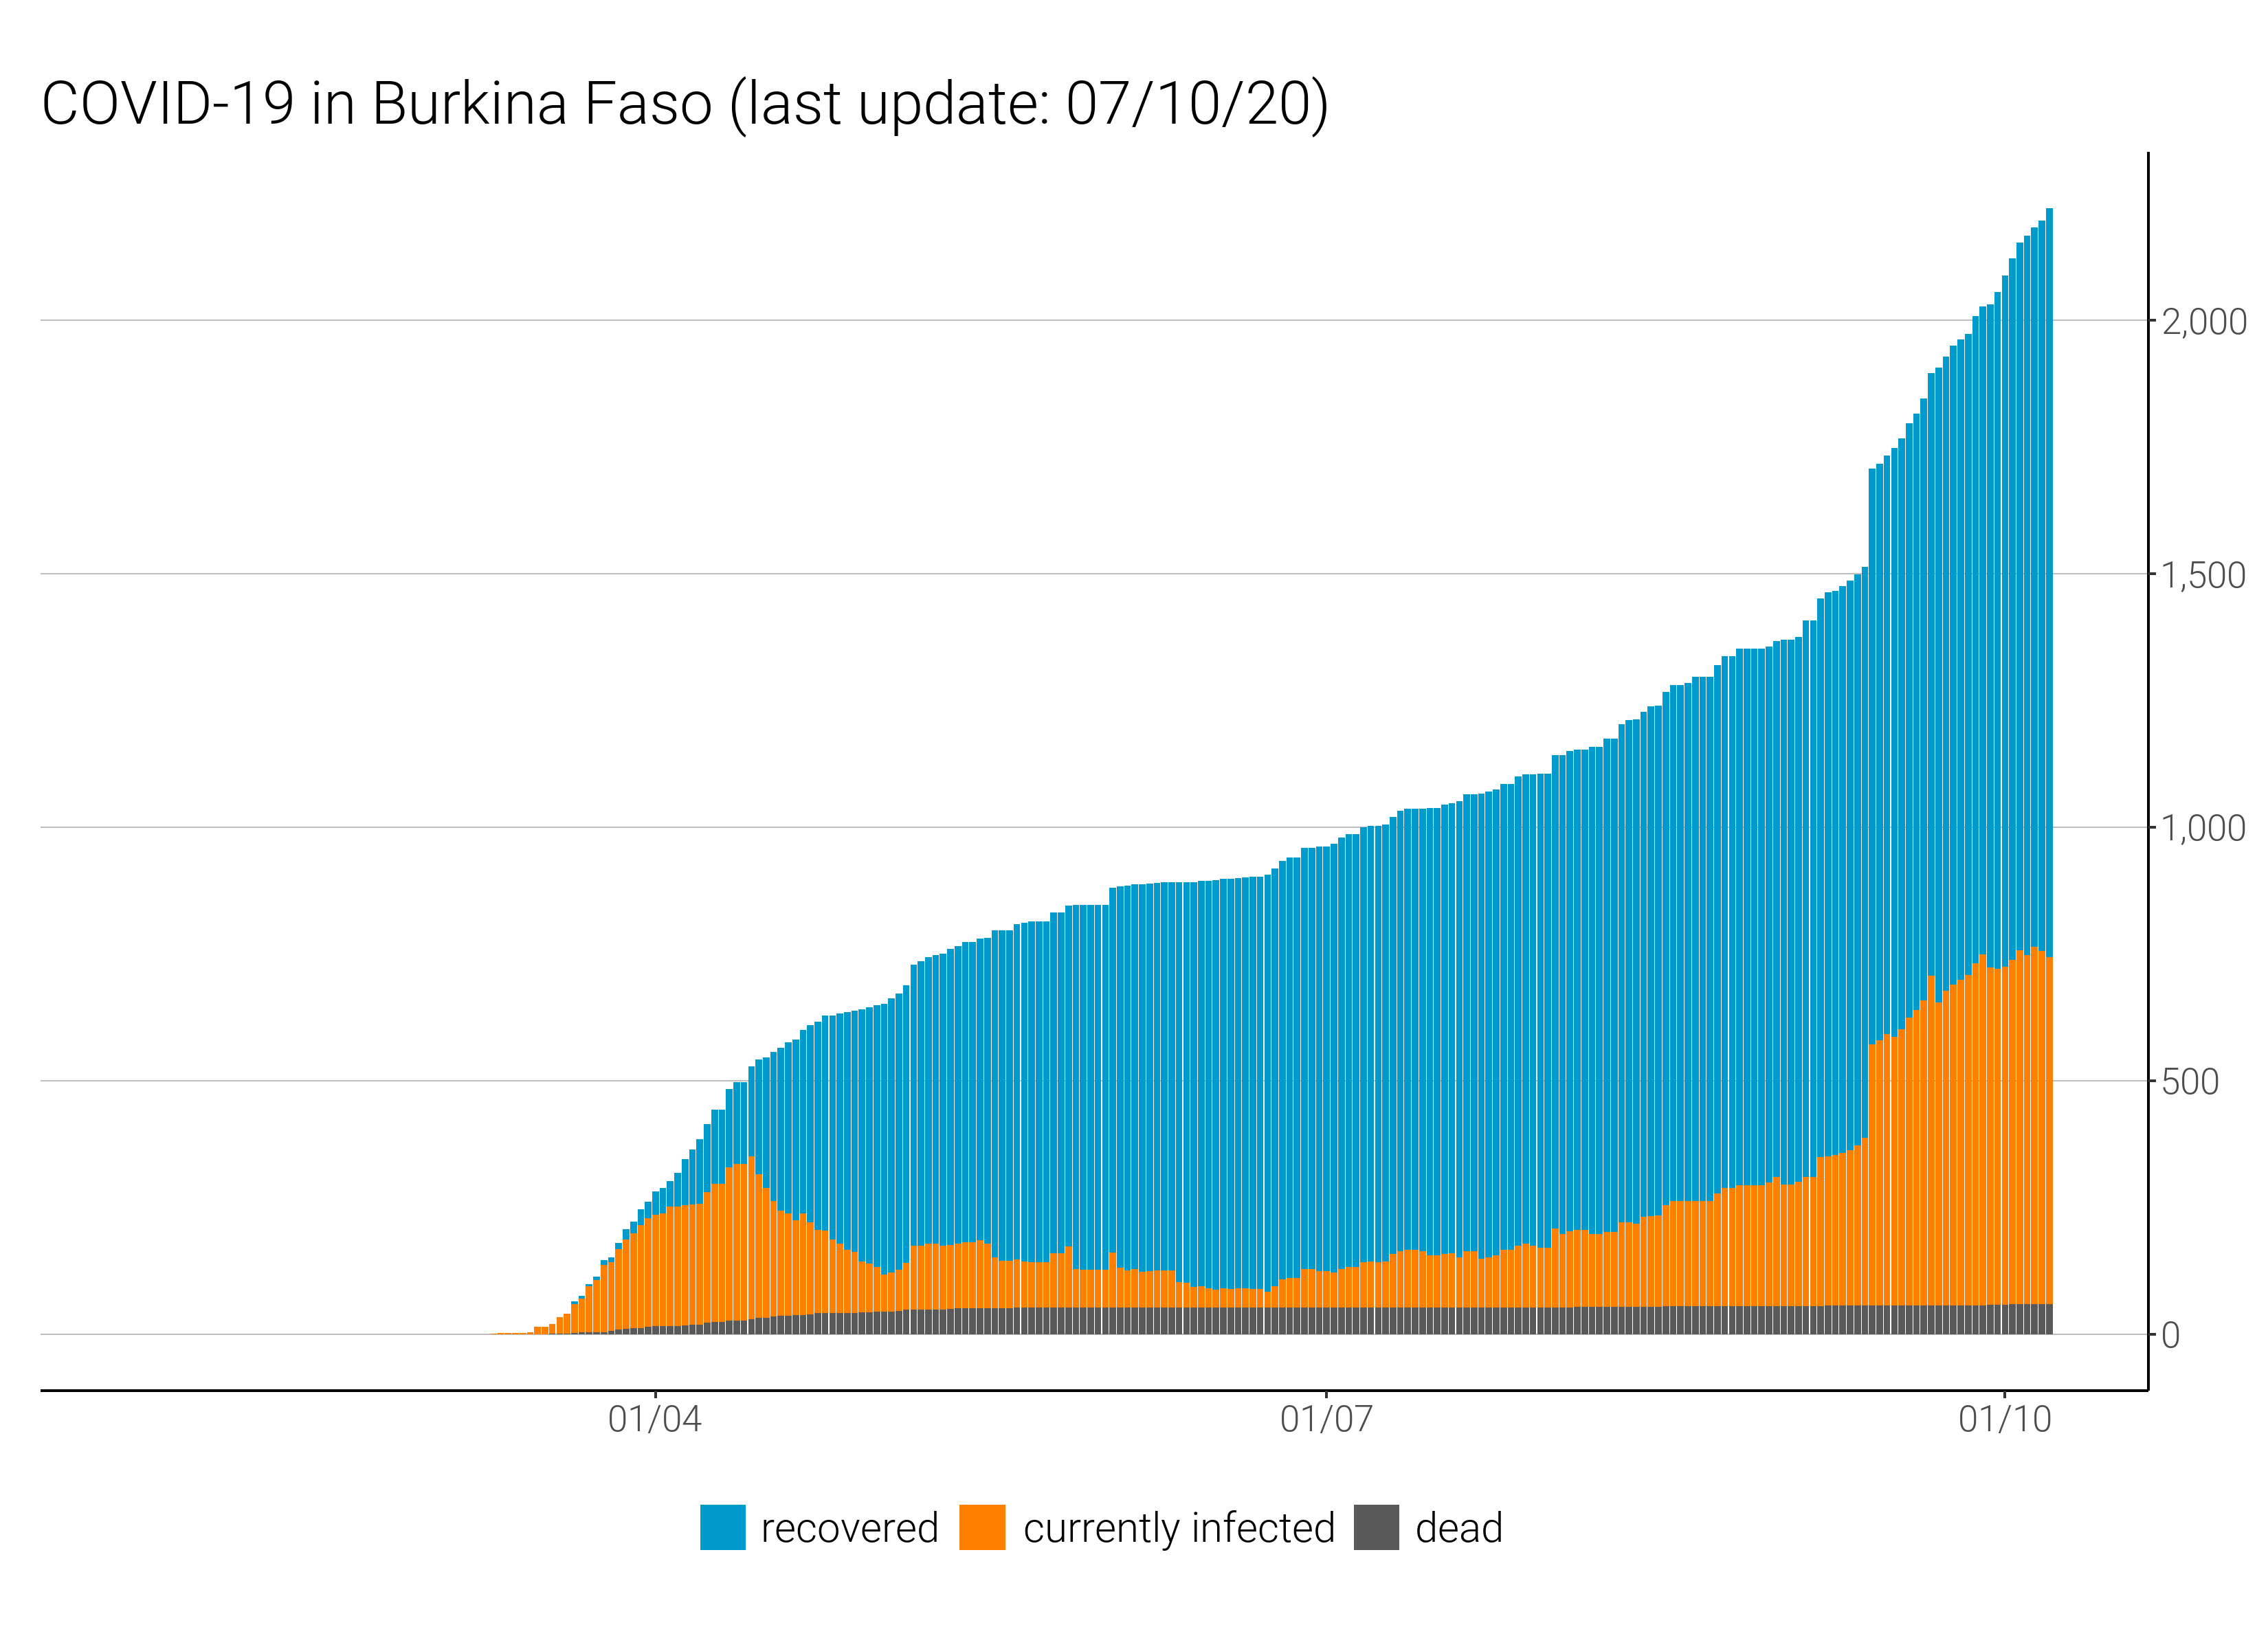 COVID-19 in Burkina Faso (last update: 07/10/20)
2,000
1,500
1,000
500
0
01/04 01/07 01/10
recovered currently infected dead